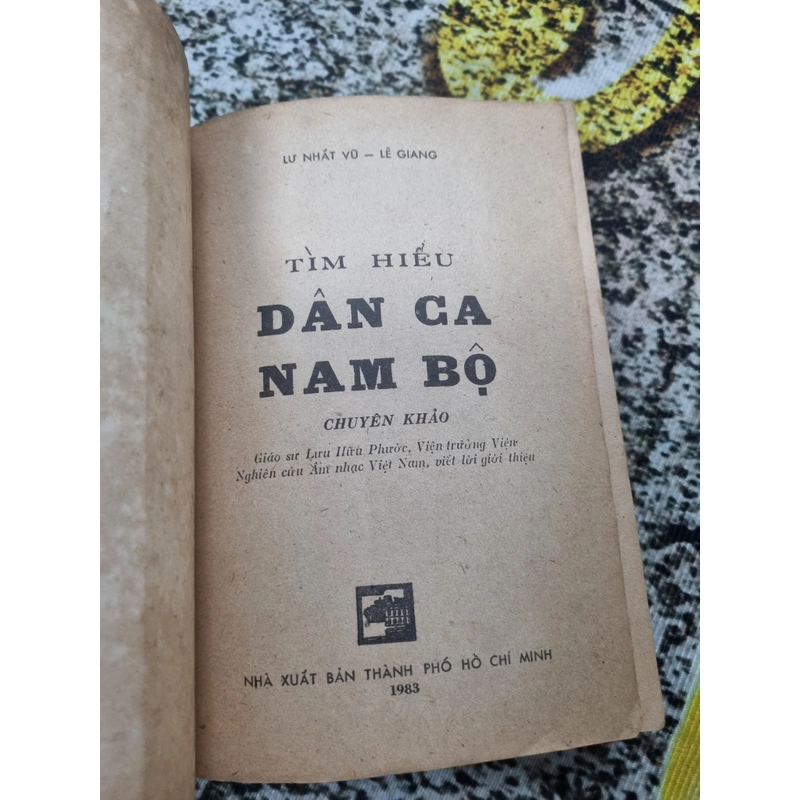 LƯ NHẤT VŨ – LÊ GIANG
TÌM HIỂU
DÂN CA
NAM BỘ
CHUYÊN KHẢO
Giáo sư Lưu Hữu Phước, Viện trưởng Viện
Nghiên cứu Âm nhạc Việt Nam, viết lời giới thiệu
NHÀ XUẤT BẢN THÀNH PHỐ HỒ CHÍ MINH
1983